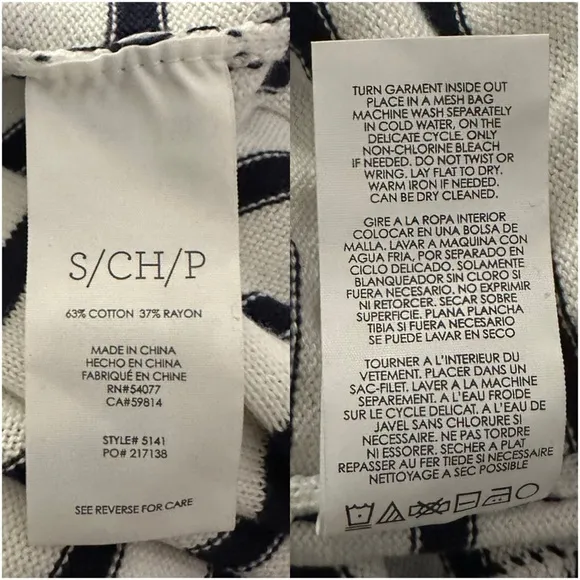 S/CH/P
63% COTTON 37% RAYON
MADE IN CHINA
HECHO EN CHINA
FABRIQUÉ EN CHINE
RN#54077
CA#59814
STYLE# 5141
PO# 217138
SEE REVERSE FOR CARE
TURN GARMENT INSIDE OUT
PLACE IN A MESH BAG
MACHINE WASH SEPARATELY
IN COLD WATER, ON THE
DELICATE CYCLE. ONLY
NON-CHLORINE BLEACH
IF NEEDED. DO NOT TWIST OR
WRING. LAY FLAT TO DRY.
WARM IRON IF NEEDED.
CAN BE DRY CLEANED.
GIRE A LA ROPA INTERIOR
COLOCAR EN UNA BOLSA DE
MALLA. LAVAR A MAQUINA CON
AGUA FRIA, POR SEPARADO EN
CICLO DELICADO. SOLAMENTE
BLANQUEADOR SIN CLORO SI
FUERA NECESARIO. NO EXPRIMIR
NI RETORCER. SECAR SOBRE
SUPERFICIE. PLANA PLANCHA
TIBIA SI FUERA NECESARIO
SE PUEDE LAVAR EN SECO
TOURNER A L'INTERIEUR DU
VETEMENT. PLACER DANS UN
SAC-FILET. LAVER A LA MACHINE
SEPAREMENT. A L'EAU FROIDE
SUR LE CYCLE DELICAT. A L'EAU DE
JAVEL SANS CHLORURE SI
NECESSAIRE. NE PAS TORDRE
NI ESSORER. SECHER A PLAT
REPASSER AU FER TIEDE SI NECESSAIRE
NETTOYAGE A SEC POSSIBLE